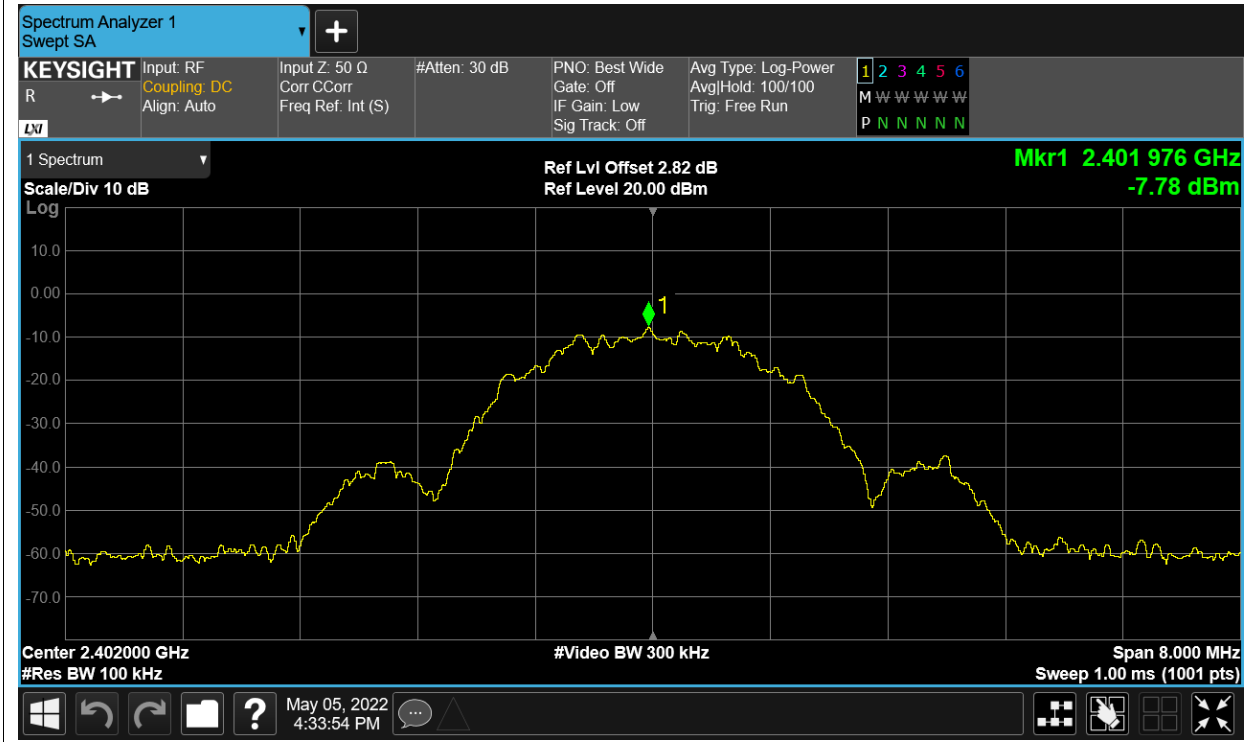 Spectrum Analyzer 1
Swept SA
+
KEYSIGHT
R
LXI
Input: RF
Coupling: DC
Align: Auto
Input Z: 50 Ω
Corr CCorr
Freq Ref: Int (S)
#Atten: 30 dB
PNO: Best Wide
Gate: Off
IF Gain: Low
Sig Track: Off
Avg Type: Log-Power
Avg|Hold: 100/100
Trig: Free Run
1 2 3 4 5 6
M W W W W W
P N N N N N
1 Spectrum
Scale/Div 10 dB
Log
Ref Lvl Offset 2.82 dB
Ref Level 20.00 dBm
Mkr1 2.401 976 GHz
-7.78 dBm
10.0
0.00
-10.0
-20.0
-30.0
-40.0
-50.0
-60.0
-70.0
1
Center 2.402000 GHz
#Res BW 100 kHz
#Video BW 300 kHz
Span 8.000 MHz
Sweep 1.00 ms (1001 pts)
?
May 05, 2022
4:33:54 PM